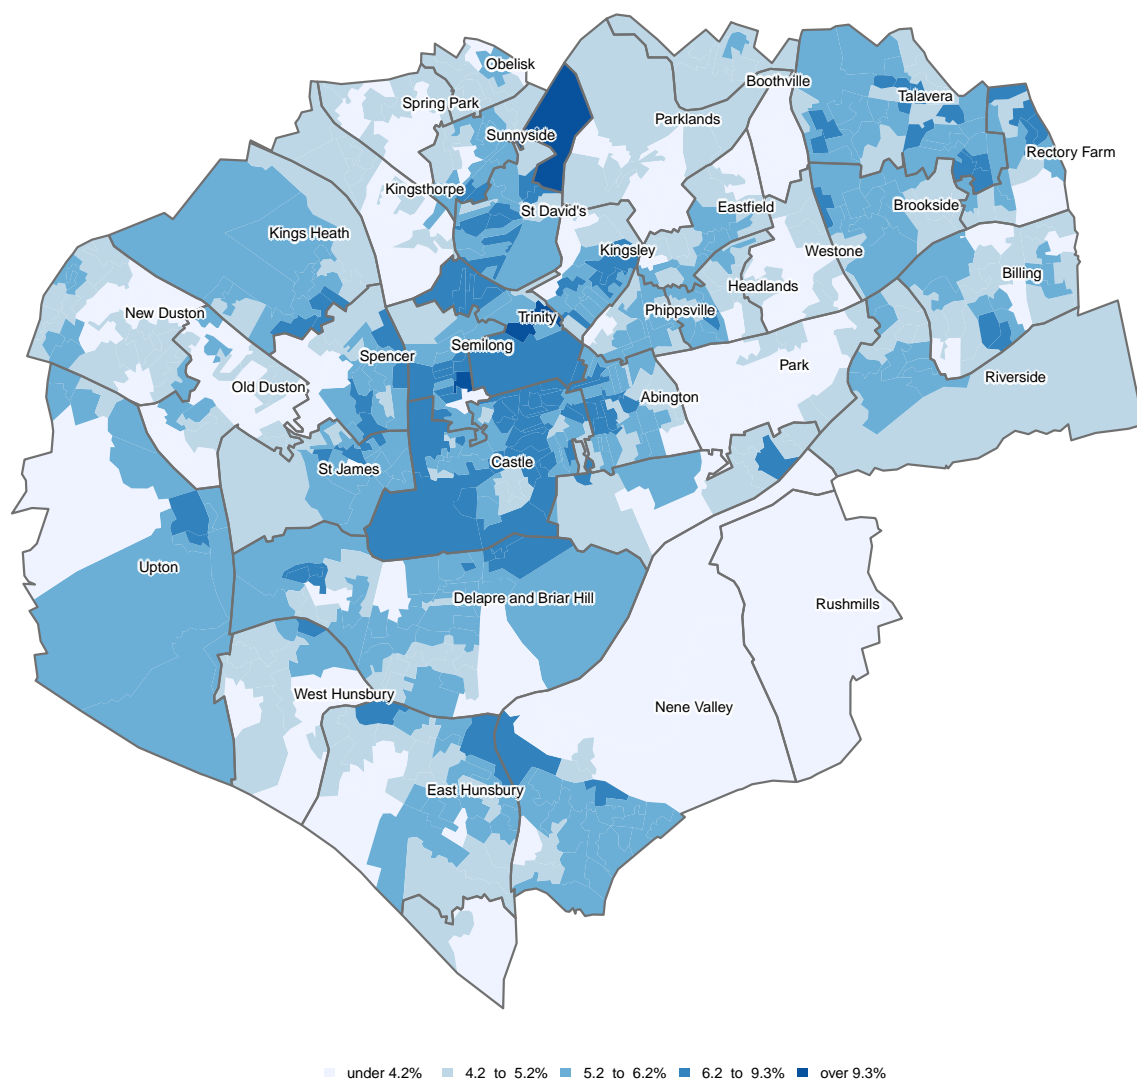 Obelisk
Boothville
Spring Park
Talavera
Parklands
Sunnyside
Rectory Farm
Kingsthorpe
Brookside
Eastfield
St David's
Kings Heath
Kingsley
Westone
Billing
Headlands
New Duston
Phippsville
Trinity
Semilong
Spencer
Park
Riverside
Old Duston
Abington
Castle
St James
Upton
Delapre and Briar Hill
Rushmills
West Hunsbury
Nene Valley
East Hunsbury
under 4.2% 4.2 to 5.2% 5.2 to 6.2% 6.2 to 9.3% over 9.3%